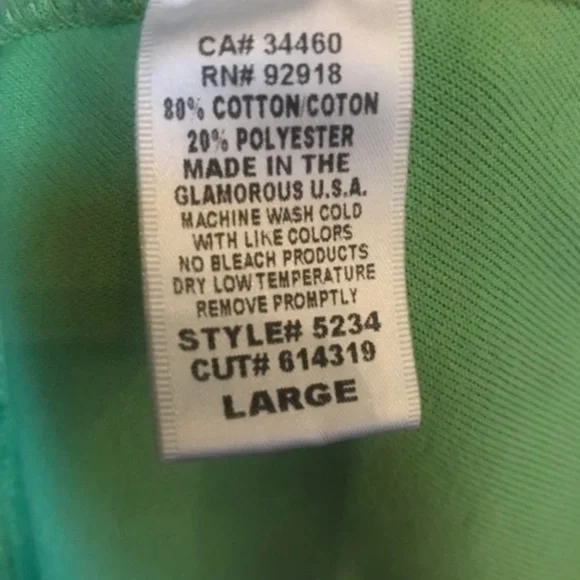 CA# 34460
RN# 92918
80% COTTON/COTON
20% POLYESTER
MADE IN THE
GLAMOROUS U.S.A.
MACHINE WASH COLD
WITH LIKE COLORS
NO BLEACH PRODUCTS
DRY LOW TEMPERATURE
REMOVE PROMPTLY
STYLE# 5234
CUT# 614319
LARGE